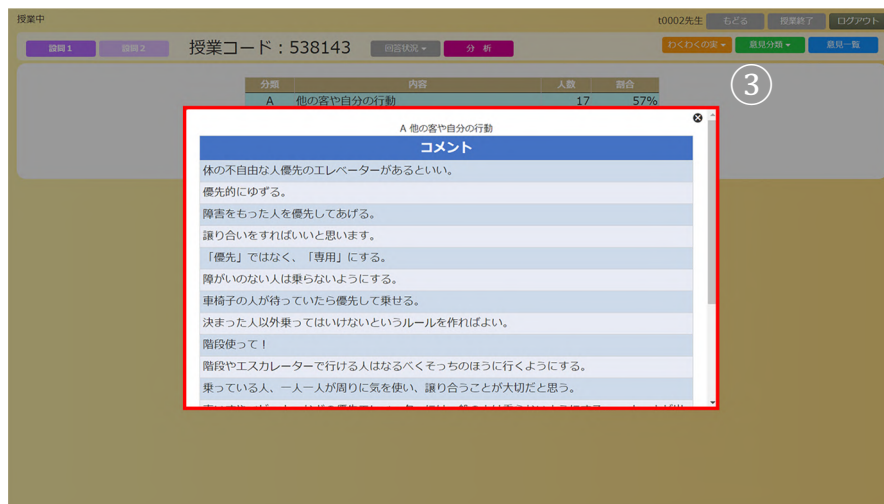 授業中
t0002先生 もどる 授業終了 ログアウト
設問1 設問2 授業コード：538143 回答状況 分 析 わくわくの実 意見分類 意見一覧
③
分類 内容 人数 割合
A 他の客や自分の行動 17 57%
A 他の客や自分の行動
コメント
体の不自由な人優先のエレベーターがあるといい。
優先的にゆずる。
障害をもった人を優先してあげる。
譲り合いをすればいいと思います。
「優先」ではなく、「専用」にする。
障がいのない人は乗らないようにする。
車椅子の人が待っていたら優先して乗せる。
決まった人以外乗ってはいけないというルールを作ればよい。
階段使って！
階段やエスカレーターで行ける人はなるべくそっちのほうに行くようにする。
乗っている人、一人一人が周りに気を使い、譲り合うことが大切だと思う。